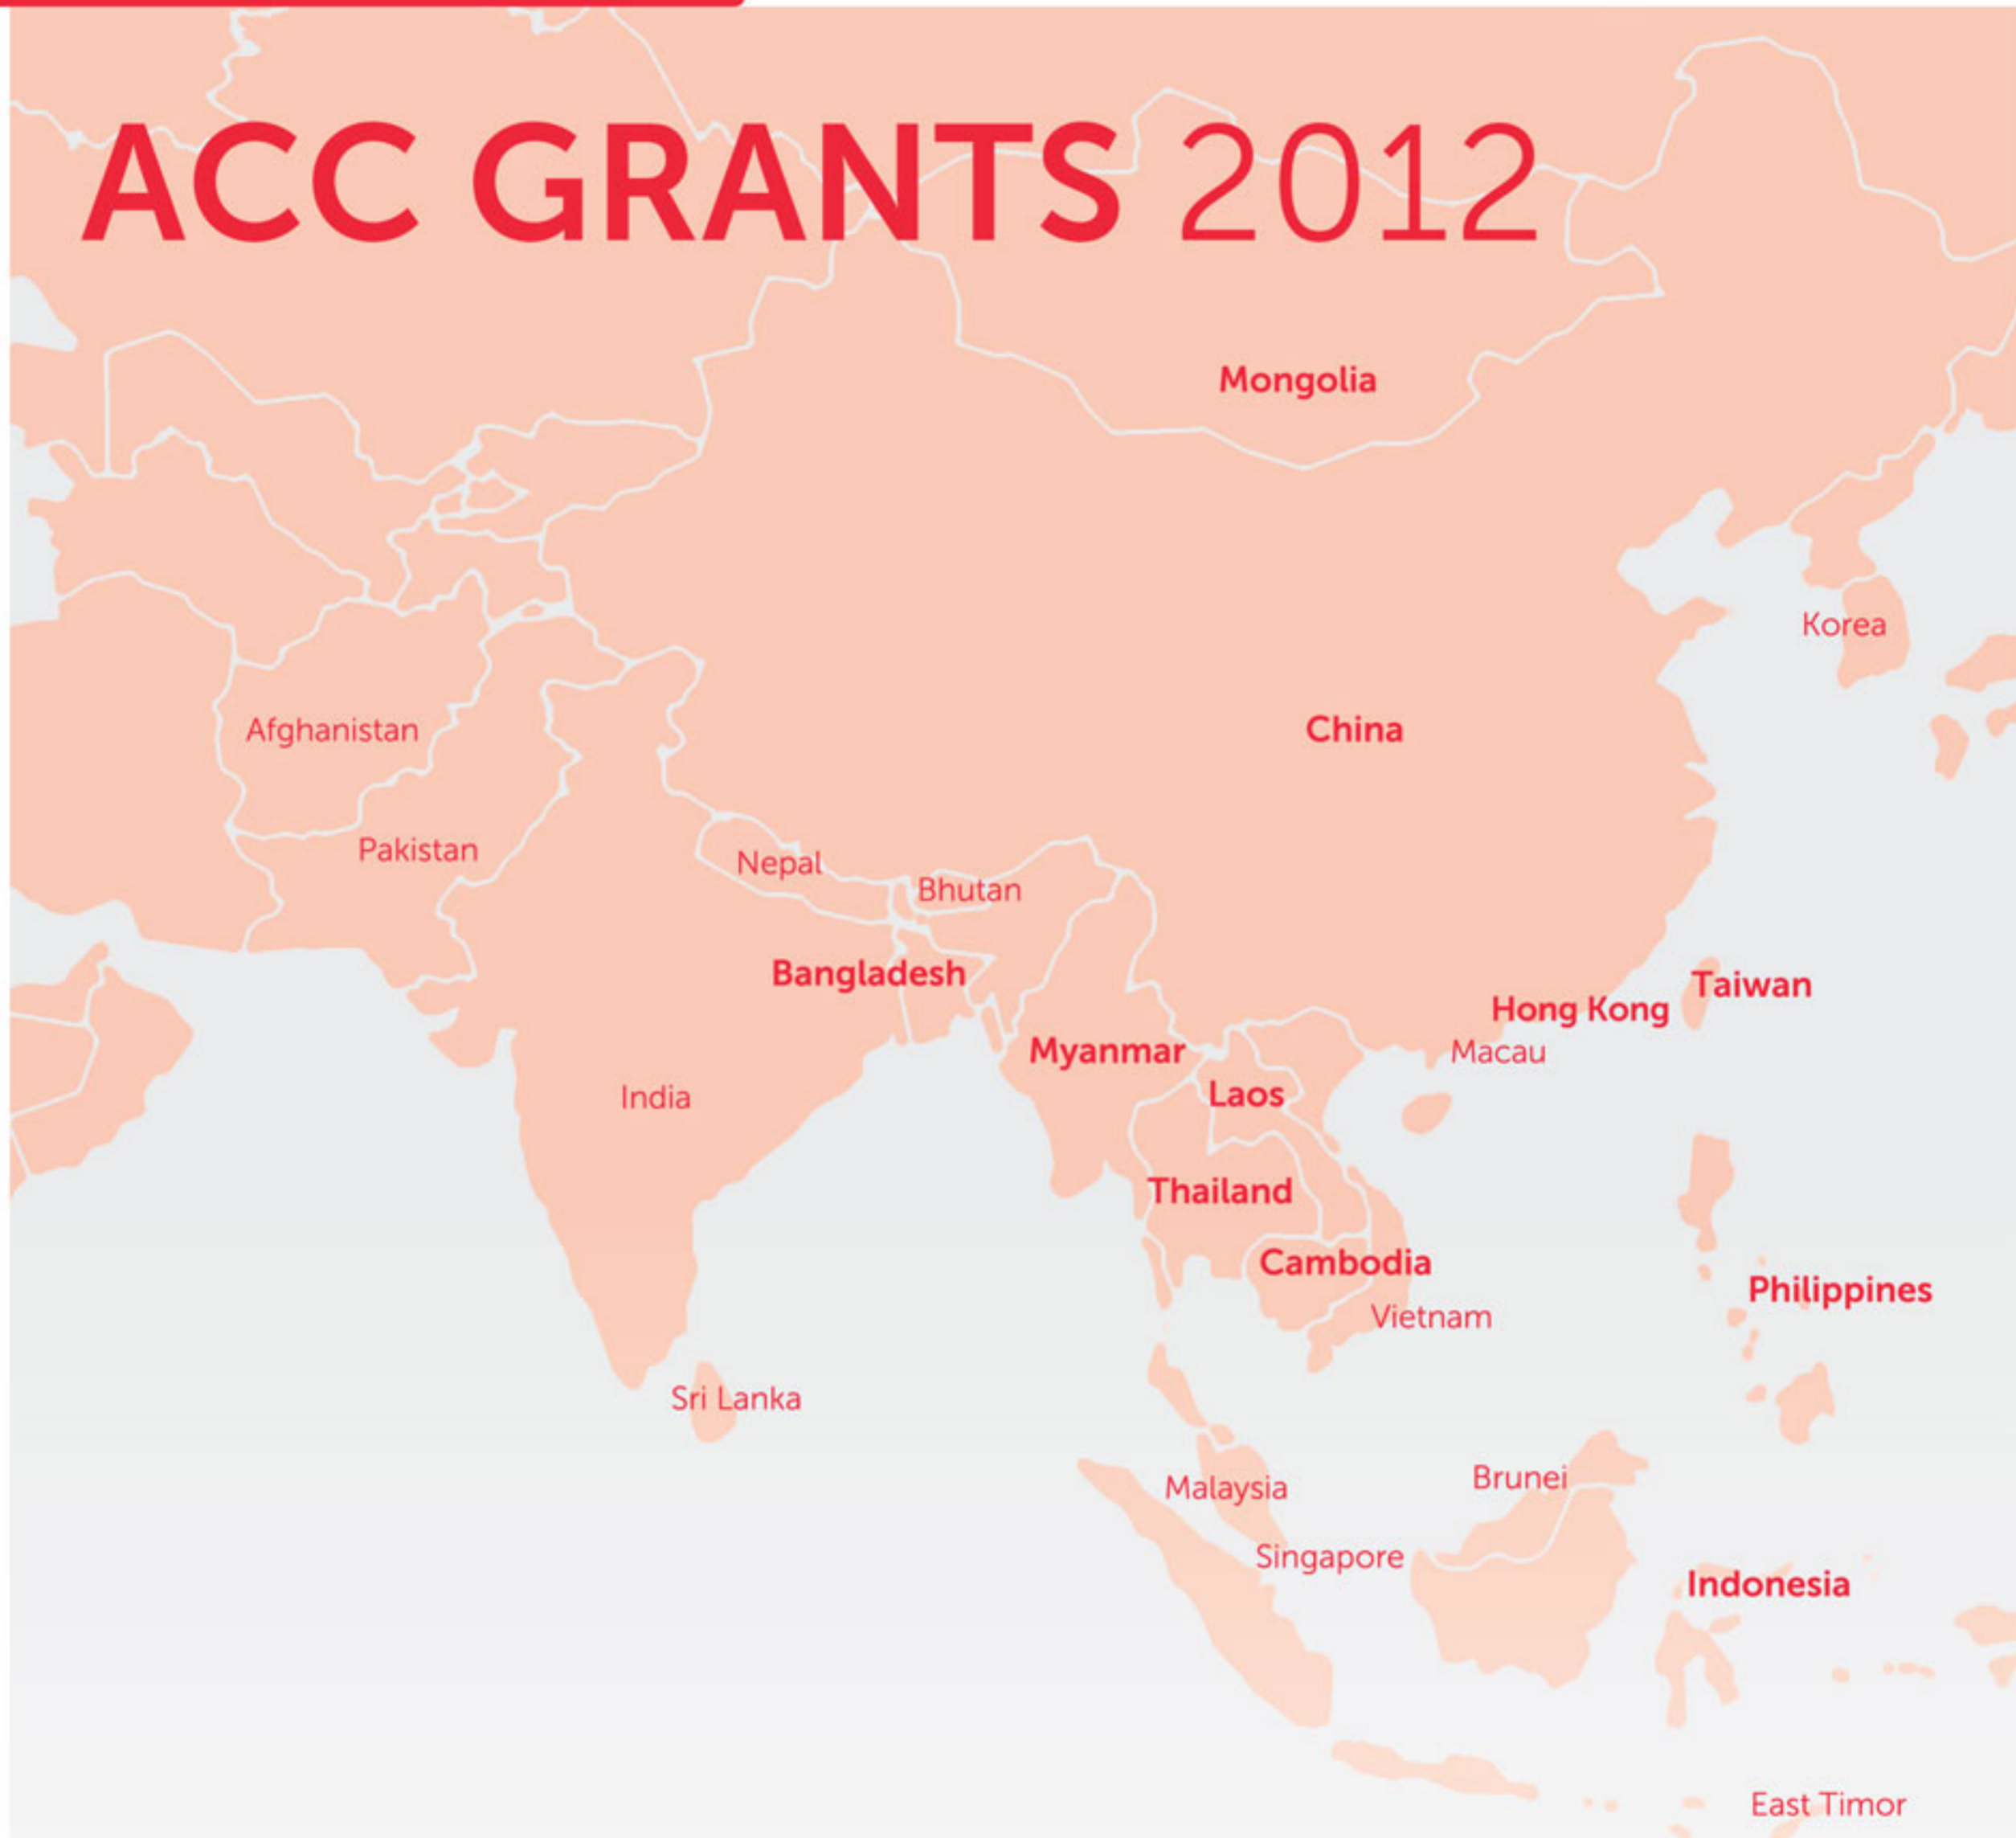 ACC GRANTS 2012
Mongolia
Korea
Afghanistan
China
Pakistan
Nepal
Bhutan
Bangladesh
Taiwan
Hong Kong
Myanmar
Macau
Laos
India
Thailand
Cambodia
Philippines
Vietnam
Sri Lanka
Brunei
Malaysia
Singapore
Indonesia
East Timor